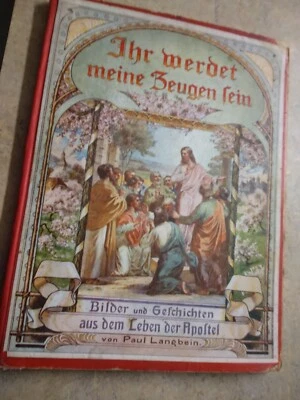 Ihr werdet
meine Zeugen sein
Bilder und Geschichten
aus dem Leben der Apostel
von Paul Langbein.